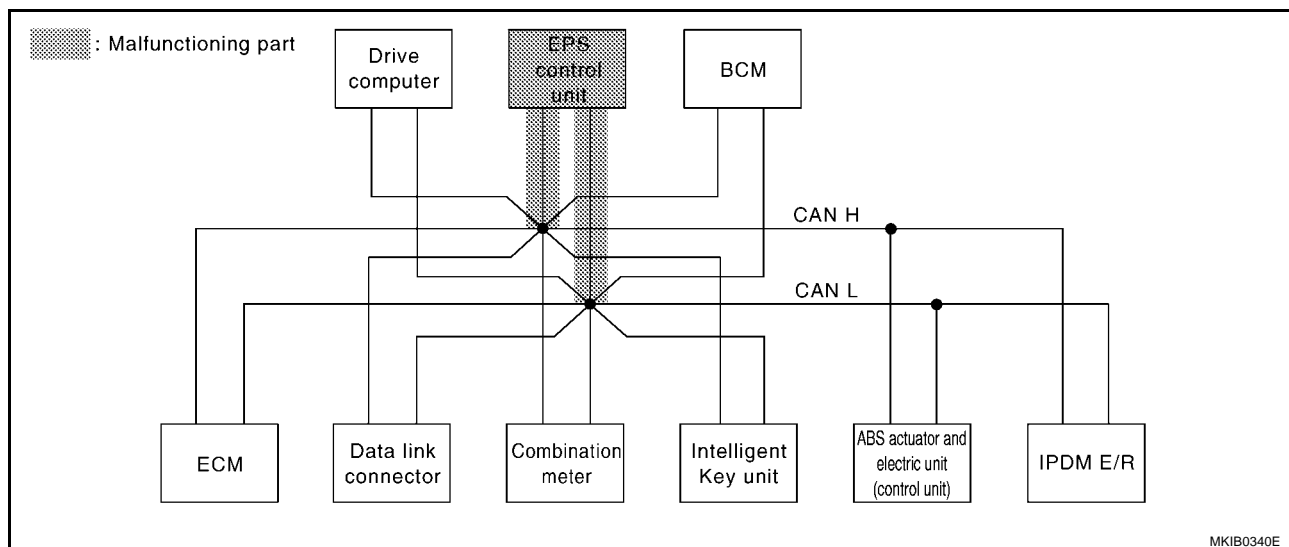 : Malfunctioning part
Drive
computer
EPS
control
unit
BCM
CAN H
CAN L
ECM
Data link
connector
Combination
meter
Intelligent
Key unit
ABS actuator and
electric unit
(control unit)
IPDM E/R
MKIB0340E